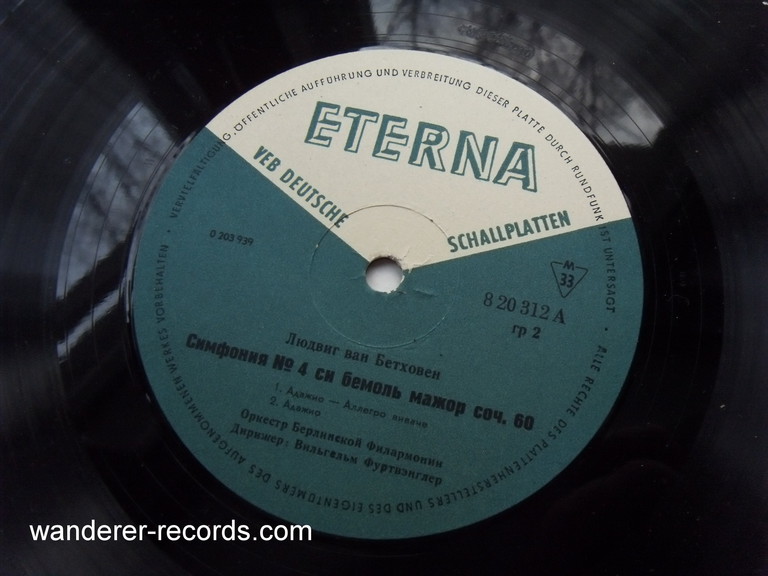 VERVIELFÄLTIGUNG, ÖFFENTLICHE AUFFÜHRUNG UND VERBREITUNG DIESER PLATTE DURCH RUNDFUNK IST UNTERSAGT · ALLE RECHTE DES PLATTENHERSTELLERS UND DES EIGENTÜMERS DES AUFGENOMMENEN WERKES VORBEHALTEN ·
ETERNA
VEB DEUTSCHE
SCHALLPLATTEN
0 203 939
M
33
8 20 312 A
гр 2
Людвиг ван Бетховен
Симфония № 4 си бемоль мажор соч. 60
1. Адажио — Аллегро виваче
2. Адажио
Оркестр Берлинской Филармонии
Дирижер: Вильгельм Фуртвэнглер
wanderer-records.com